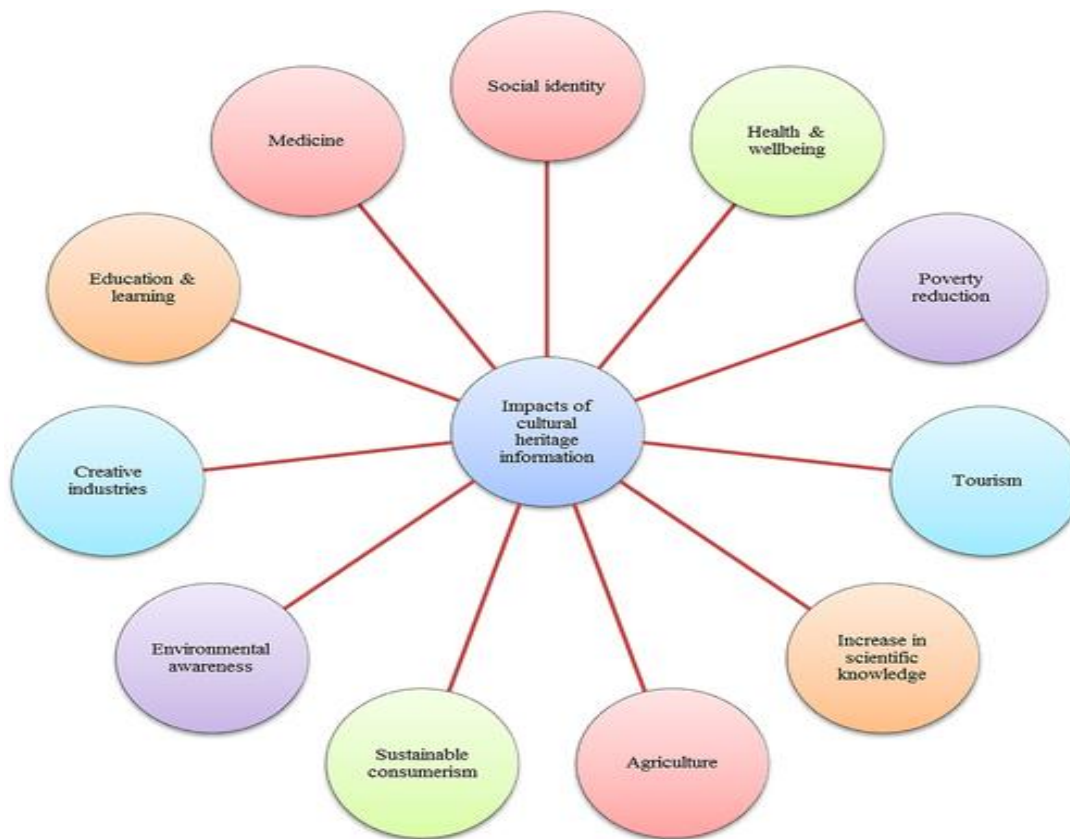 Social identity
Health &
wellbeing
Poverty
reduction
Tourism
Increase in
scientific
knowledge
Agriculture
Sustainable
consumerism
Environmental
awareness
Creative
industries
Education &
learning
Medicine
Impacts of
cultural
heritage
information